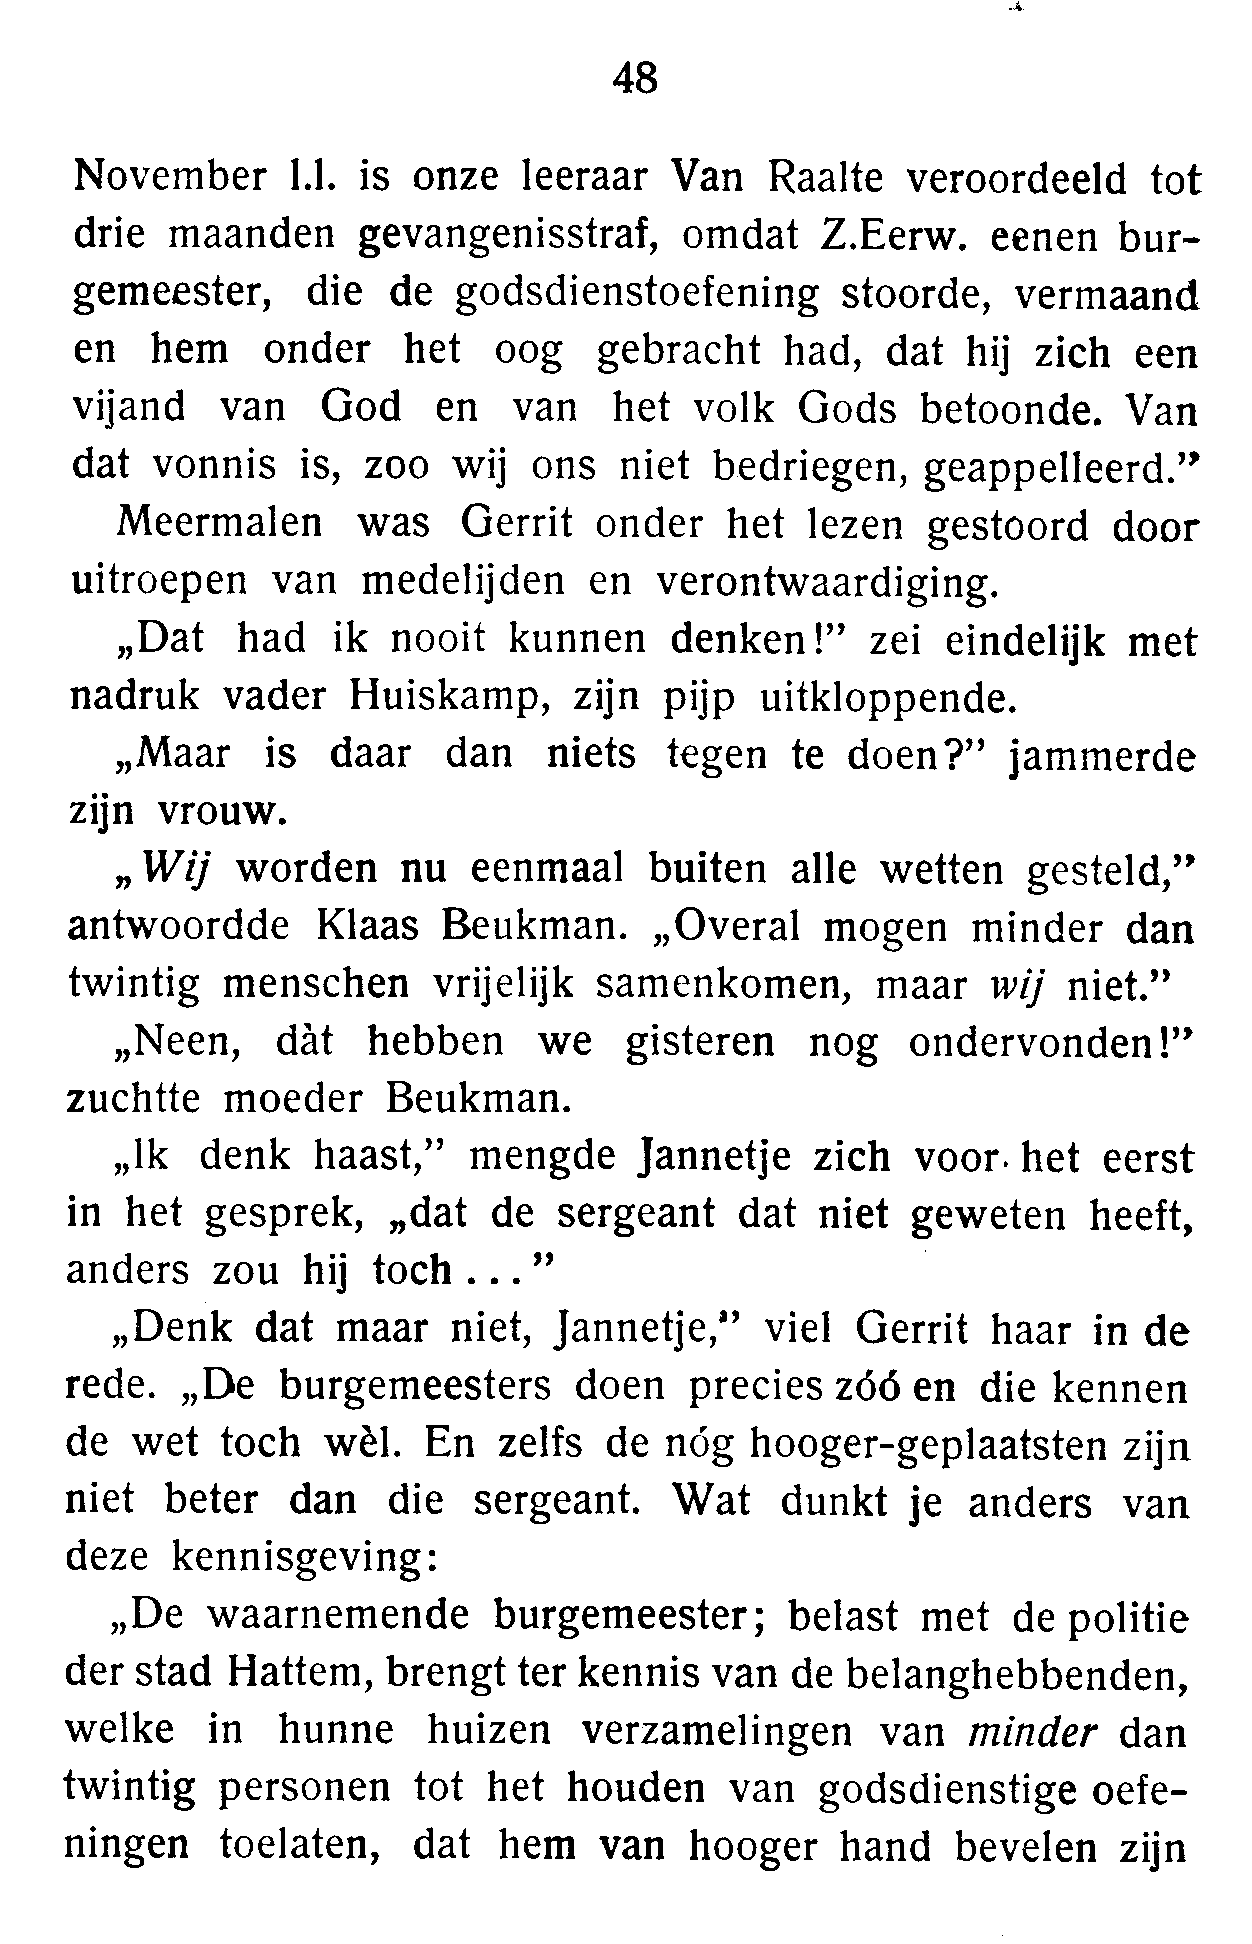 48
November l.l. is onze leeraar Van Raalte veroordeeld tot
drie maanden gevangenisstraf, omdat Z.Eerw. eenen bur-
gemeester, die de godsdienstoefening stoorde, vermaand
en hem onder het oog gebracht had, dat hij zich een
vijand van God en van het volk Gods betoonde. Van
dat vonnis is, zoo wij ons niet bedriegen, geappelleerd.”
Meermalen was Gerrit onder het lezen gestoord door
uitroepen van medelijden en verontwaardiging.
„Dat had ik nooit kunnen denken!” zei eindelijk met
nadruk vader Huiskamp, zijn pijp uitkloppende.
„Maar is daar dan niets tegen te doen?” jammerde
zijn vrouw.
„Wij worden nu eenmaal buiten alle wetten gesteld,”
antwoordde Klaas Beukman. „Overal mogen minder dan
twintig menschen vrijelijk samenkomen, maar wij niet.”
„Neen, dàt hebben we gisteren nog ondervonden!”
zuchtte moeder Beukman.
„Ik denk haast,” mengde Jannetje zich voor het eerst
in het gesprek, „dat de sergeant dat niet geweten heeft,
anders zou hij toch . . . ”
„Denk dat maar niet, Jannetje,” viel Gerrit haar in de
rede. „De burgemeesters doen precies zóó en die kennen
de wet toch wèl. En zelfs de nóg hooger-geplaatsten zijn
niet beter dan die sergeant. Wat dunkt je anders van
deze kennisgeving:
„De waarnemende burgemeester; belast met de politie
der stad Hattem, brengt ter kennis van de belanghebbenden,
welke in hunne huizen verzamelingen van minder dan
twintig personen tot het houden van godsdienstige oefe-
ningen toelaten, dat hem van hooger hand bevelen zijn